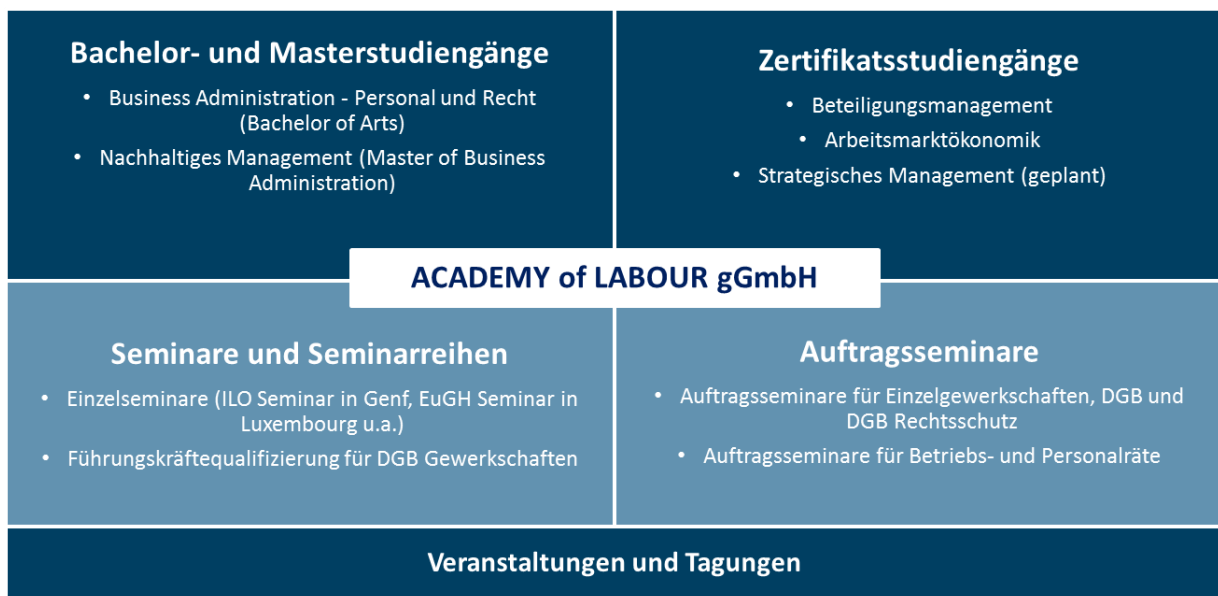 Bachelor- und Masterstudiengänge
• Business Administration - Personal und Recht
(Bachelor of Arts)
• Nachhaltiges Management (Master of Business
Administration)
Zertifikatsstudiengänge
• Beteiligungsmanagement
• Arbeitsmarktökonomik
• Strategisches Management (geplant)
ACADEMY of LABOUR gGmbH
Seminare und Seminarreihen
• Einzelseminare (ILO Seminar in Genf, EuGH Seminar in
Luxembourg u.a.)
• Führungskräftequalifizierung für DGB Gewerkschaften
Auftragsseminare
• Auftragsseminare für Einzelgewerkschaften, DGB und
DGB Rechtsschutz
• Auftragsseminare für Betriebs- und Personalräte
Veranstaltungen und Tagungen